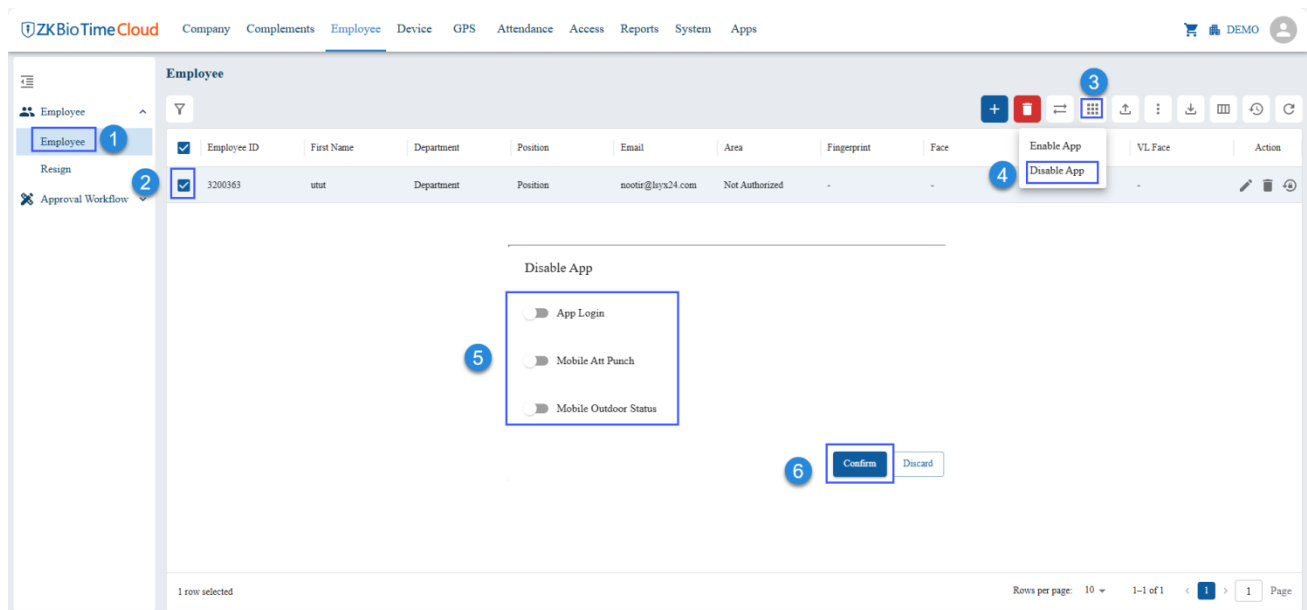 ZKBioTime Cloud Company Complements Employee Device GPS Attendance Access Reports System Apps DEMO
Employee
3
Employee
Employee 1
Resign
2
Approval Workflow
Employee ID First Name Department Position Email Area Fingerprint Face VL Face Action
Enable App
4 Disable App
3200363 utut Department Position nootir@lsyx24.com Not Authorized - - -
Disable App
App Login
5 Mobile Att Punch
Mobile Outdoor Status
6 Confirm Discard
1 row selected Rows per page: 10 1–1 of 1 < 1 > 1 Page